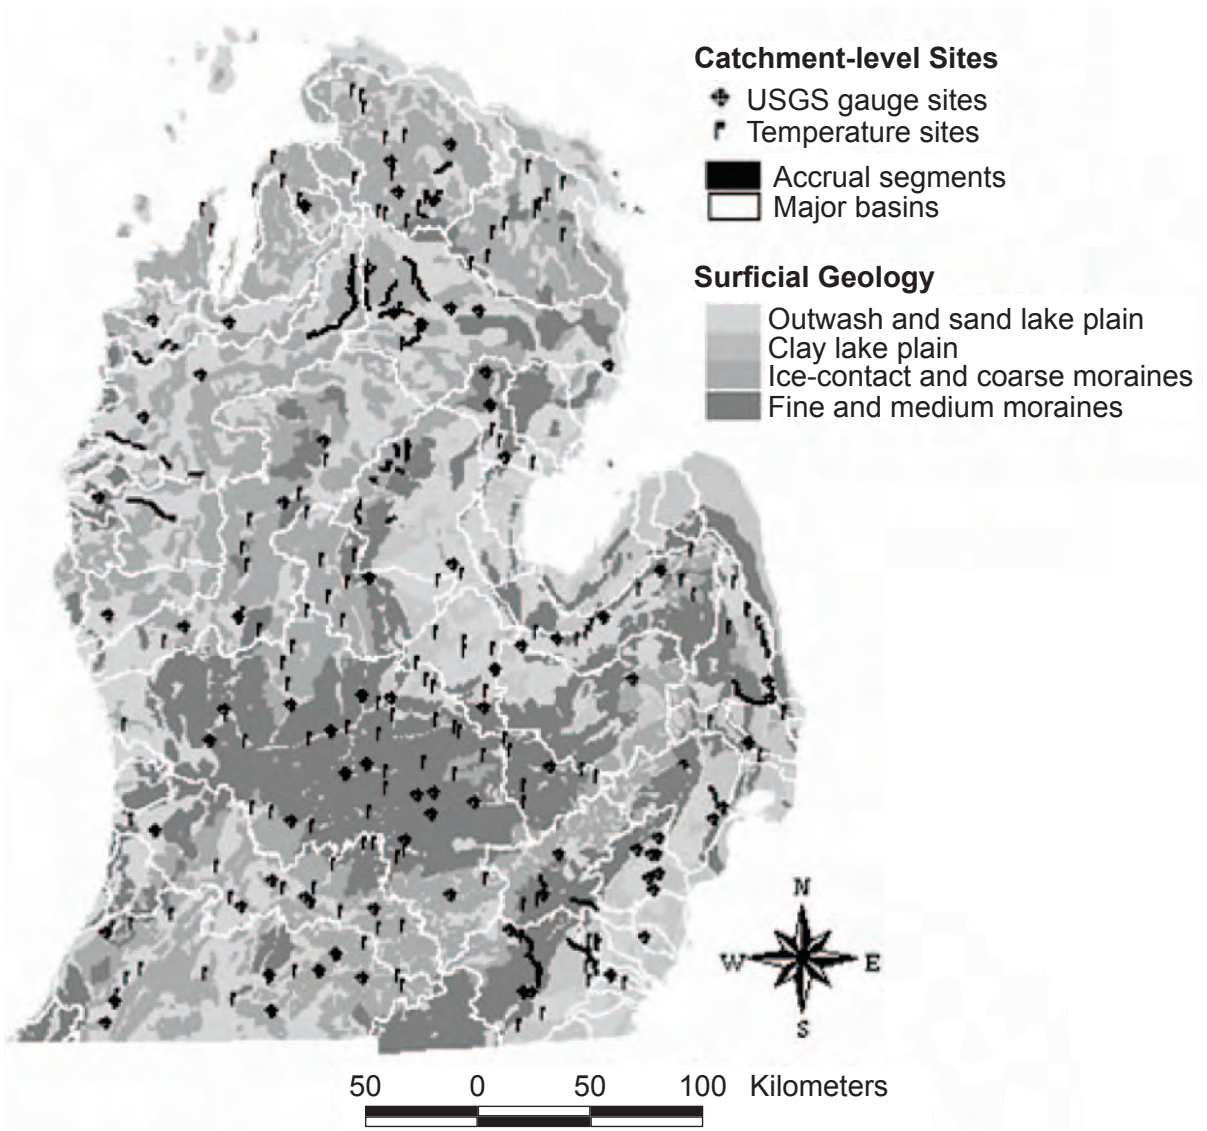 Catchment-level Sites
USGS gauge sites
Temperature sites
Accrual segments
Major basins
Surficial Geology
Outwash and sand lake plain
Clay lake plain
Ice-contact and coarse moraines
Fine and medium moraines
N
W E
S
50 0 50 100 Kilometers